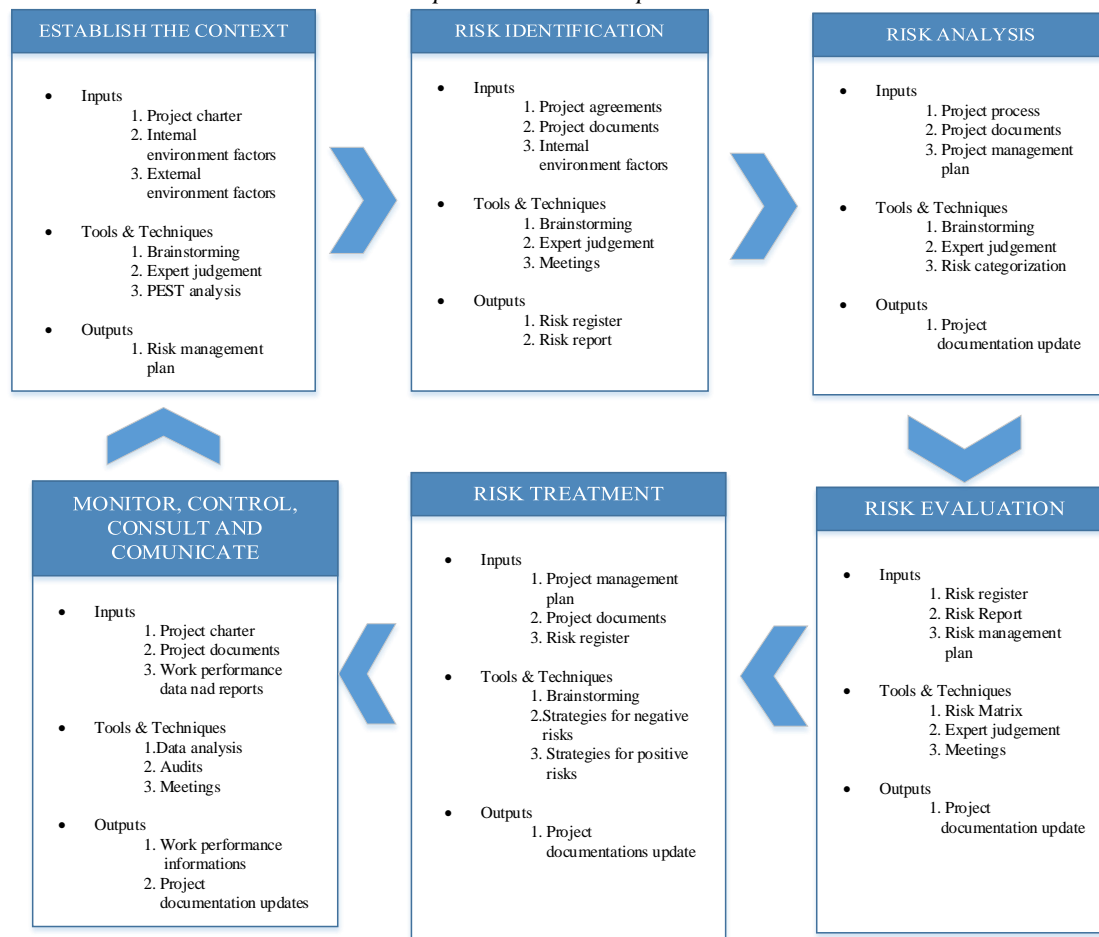 ESTABLISH THE CONTEXT
• Inputs
1. Project charter
2. Internal
environment factors
3. External
environment factors
• Tools & Techniques
1. Brainstorming
2. Expert judgement
3. PEST analysis
• Outputs
1. Risk management
plan
RISK IDENTIFICATION
• Inputs
1. Project agreements
2. Project documents
3. Internal
environment factors
• Tools & Techniques
1. Brainstorming
2. Expert judgement
3. Meetings
• Outputs
1. Risk register
2. Risk report
RISK ANALYSIS
• Inputs
1. Project process
2. Project documents
3. Project management
plan
• Tools & Techniques
1. Brainstorming
2. Expert judgement
3. Risk categorization
• Outputs
1. Project
documentation update
RISK EVALUATION
• Inputs
1. Risk register
2. Risk Report
3. Risk management
plan
• Tools & Techniques
1. Risk Matrix
2. Expert judgement
3. Meetings
• Outputs
1. Project
documentation update
RISK TREATMENT
• Inputs
1. Project management
plan
2. Project documents
3. Risk register
• Tools & Techniques
1. Brainstorming
2.Strategies for negative
risks
3. Strategies for positive
risks
• Outputs
1. Project
documentations update
MONITOR, CONTROL,
CONSULT AND
COMUNICATE
• Inputs
1. Project charter
2. Project documents
3. Work performance
data nad reports
• Tools & Techniques
1.Data analysis
2. Audits
3. Meetings
• Outputs
1. Work performance
informations
2. Project
documentation updates